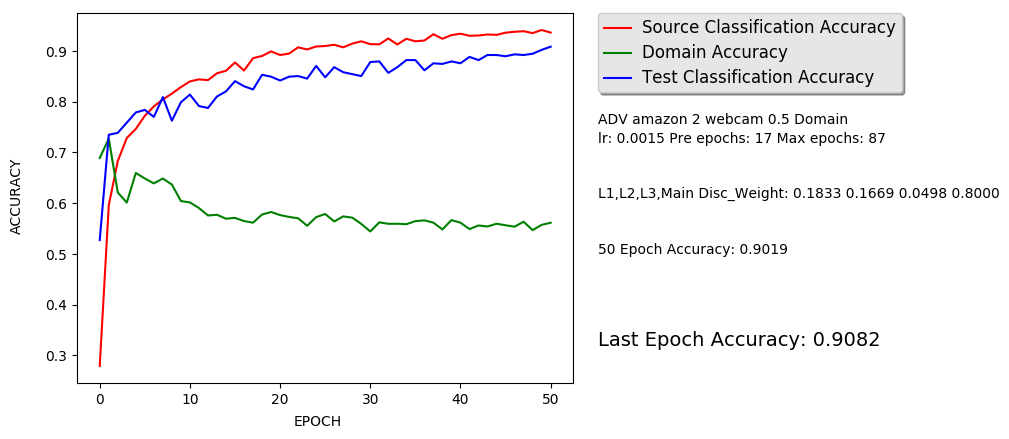 Source Classification Accuracy
Domain Accuracy
Test Classification Accuracy
ADV amazon 2 webcam 0.5 Domain
lr: 0.0015 Pre epochs: 17 Max epochs: 87
L1,L2,L3,Main Disc_Weight: 0.1833 0.1669 0.0498 0.8000
50 Epoch Accuracy: 0.9019
Last Epoch Accuracy: 0.9082
ACCURACY
0.9
0.8
0.7
0.6
0.5
0.4
0.3
0 10 20 30 40 50
EPOCH